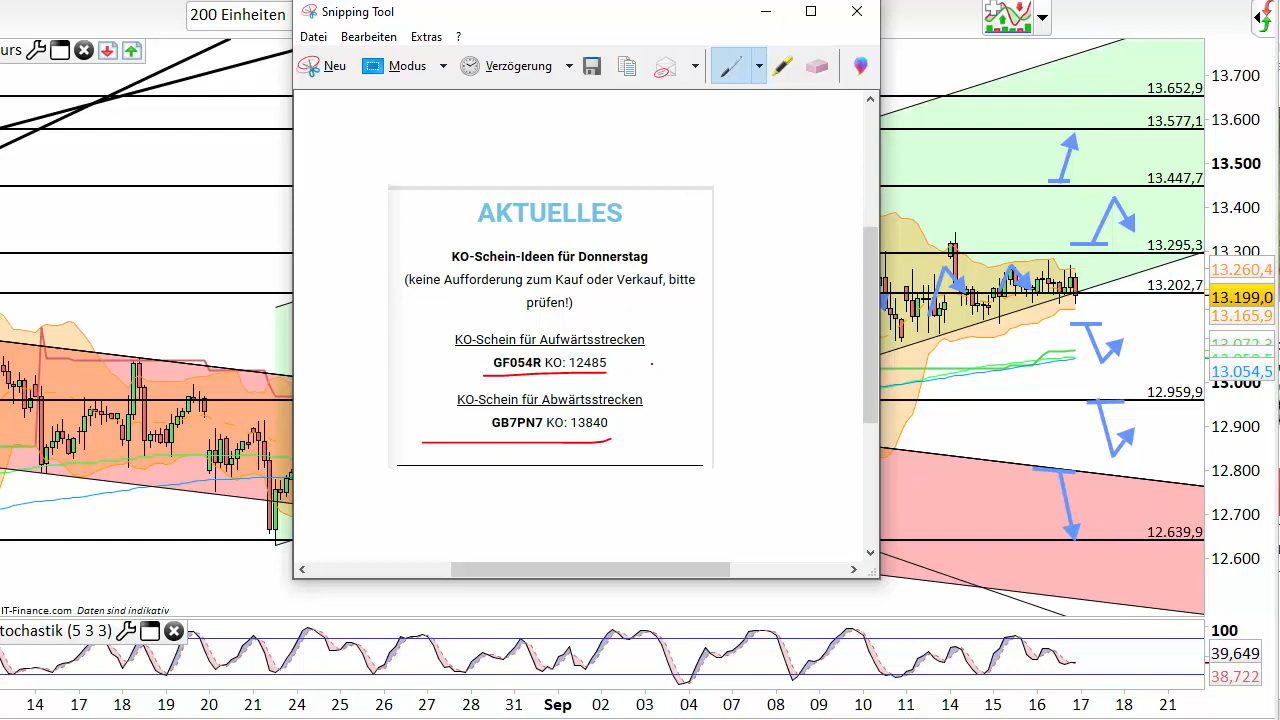 200 Einheiten
Snipping Tool
Datei Bearbeiten Extras ?
urs
Neu Modus Verzögerung
AKTUELLES
KO-Schein-Ideen für Donnerstag
(keine Aufforderung zum Kauf oder Verkauf, bitte
prüfen!)
KO-Schein für Aufwärtsstrecken
GF054R KO: 12485
KO-Schein für Abwärtsstrecken
GB7PN7 KO: 13840
13.652,9
13.577,1
13.447,7
13.295,3
13.202,7
12.959,9
12.639,9
13.700
13.600
13.500
13.400
13.300
13.260,4
13.199,0
13.165,9
13.072,3
13.054,5
13.000
12.900
12.800
12.700
12.600
IT-Finance.com Daten sind indikativ
tochastik (5 3 3)
100
39,649
38,722
14 17 18 19 20 21 24 25 26 27 28 31 Sep 02 03 04 07 08 09 10 11 14 15 16 17 18 21